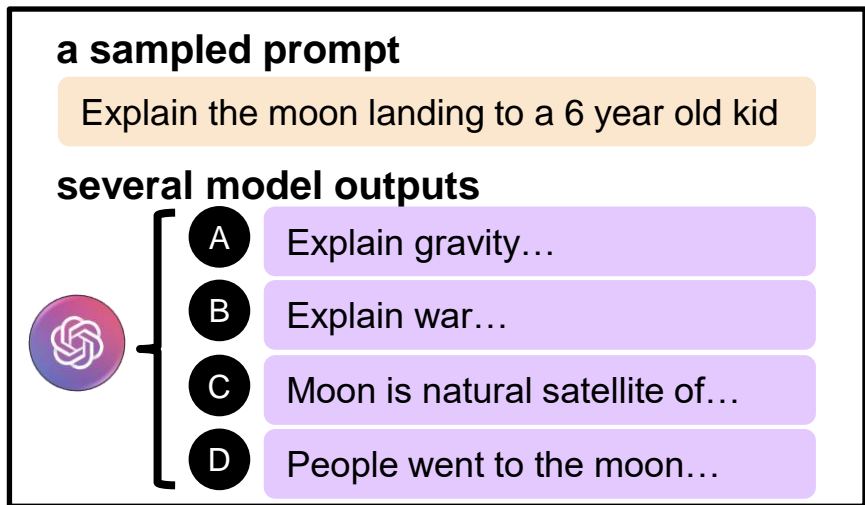 a sampled prompt
Explain the moon landing to a 6 year old kid
several model outputs
A Explain gravity…
B Explain war…
C Moon is natural satellite of…
D People went to the moon…